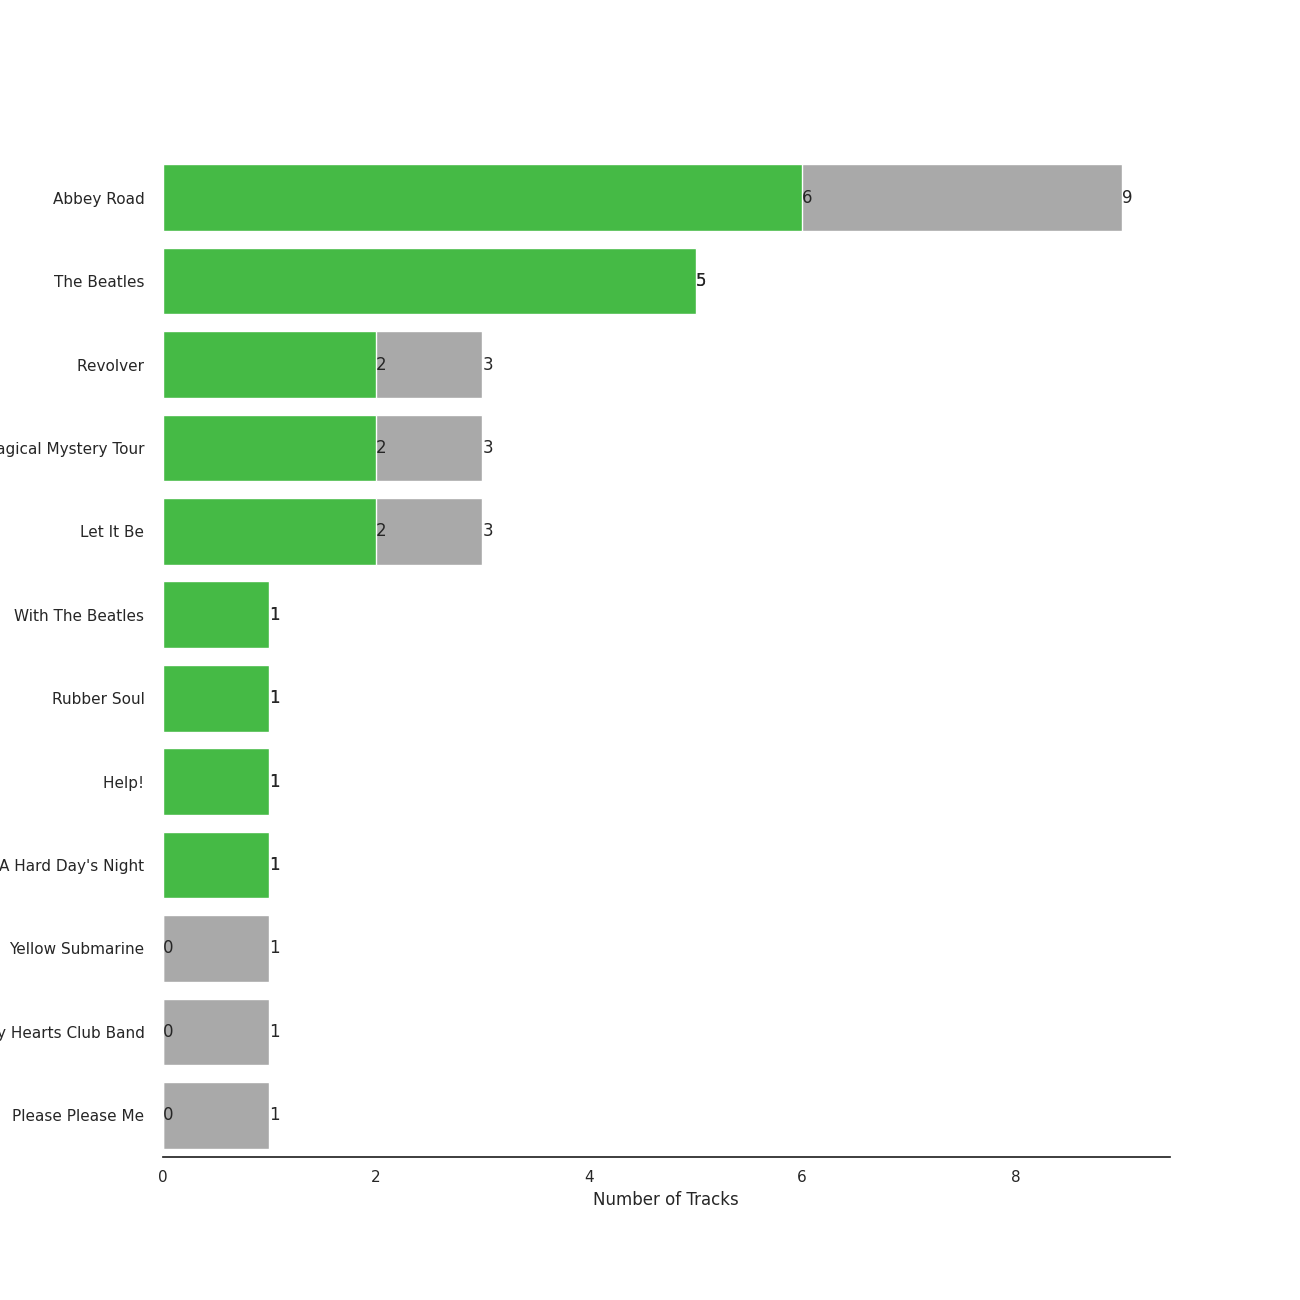 Abbey Road 6 9
The Beatles 5
Revolver 2 3
agical Mystery Tour 2 3
Let It Be 2 3
With The Beatles 1
Rubber Soul 1
Help! 1
A Hard Day's Night 1
Yellow Submarine 0 1
y Hearts Club Band 0 1
Please Please Me 0 1
0 2 4 6 8
Number of Tracks